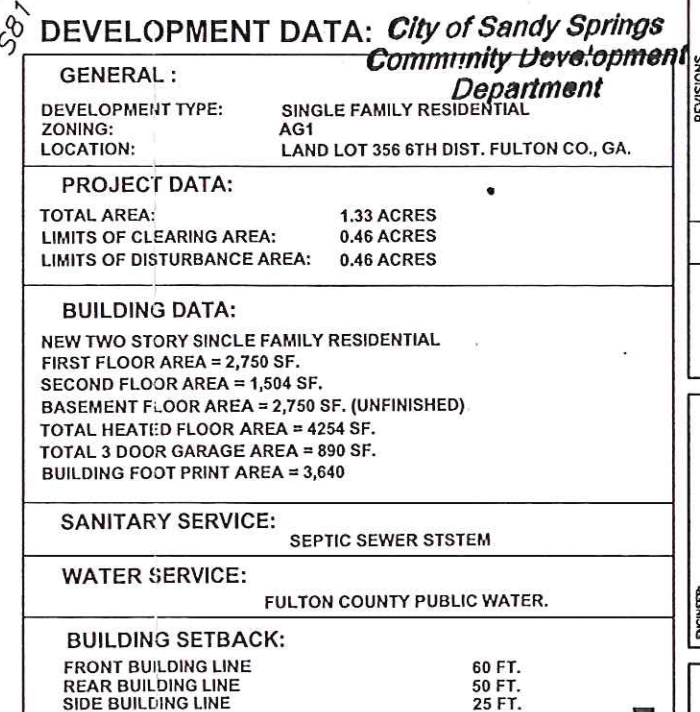 S81
DEVELOPMENT DATA: City of Sandy Springs
Community Development
Department
GENERAL :
DEVELOPMENT TYPE: SINGLE FAMILY RESIDENTIAL
ZONING: AG1
LOCATION: LAND LOT 356 6TH DIST. FULTON CO., GA.
PROJECT DATA:
TOTAL AREA: 1.33 ACRES
LIMITS OF CLEARING AREA: 0.46 ACRES
LIMITS OF DISTURBANCE AREA: 0.46 ACRES
BUILDING DATA:
NEW TWO STORY SINCLE FAMILY RESIDENTIAL
FIRST FLOOR AREA = 2,750 SF.
SECOND FLOOR AREA = 1,504 SF.
BASEMENT FLOOR AREA = 2,750 SF. (UNFINISHED)
TOTAL HEATED FLOOR AREA = 4254 SF.
TOTAL 3 DOOR GARAGE AREA = 890 SF.
BUILDING FOOT PRINT AREA = 3,640
SANITARY SERVICE:
SEPTIC SEWER STSTEM
WATER SERVICE:
FULTON COUNTY PUBLIC WATER.
BUILDING SETBACK:
FRONT BUILDING LINE 60 FT.
REAR BUILDING LINE 50 FT.
SIDE BUILDING LINE 25 FT.
REVISIONS